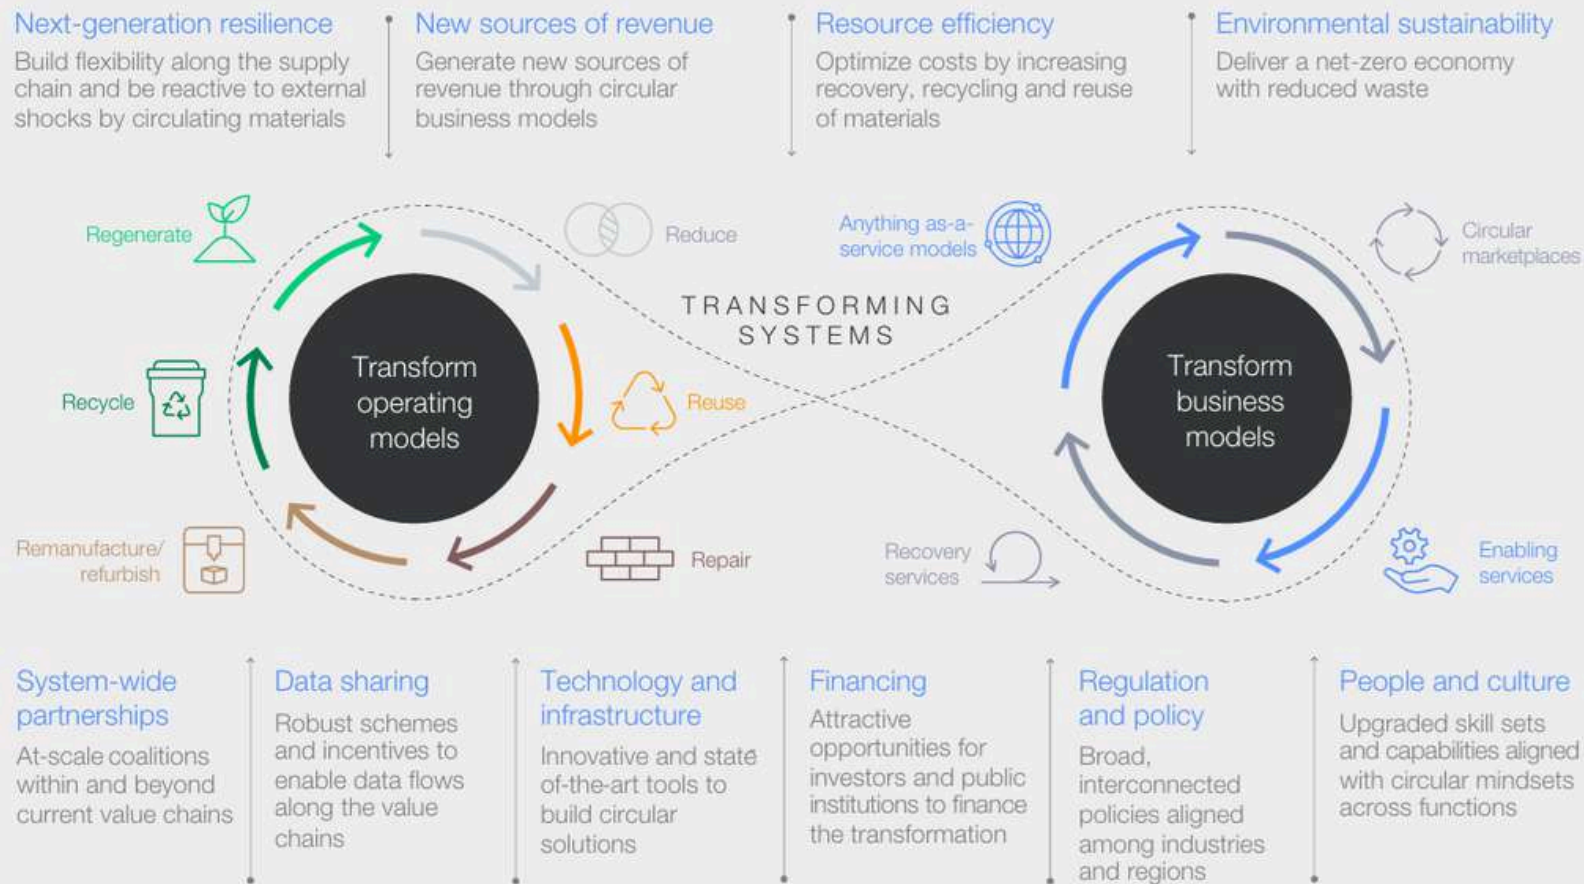 Next-generation resilience
Build flexibility along the supply
chain and be reactive to external
shocks by circulating materials
New sources of revenue
Generate new sources of
revenue through circular
business models
Resource efficiency
Optimize costs by increasing
recovery, recycling and reuse
of materials
Environmental sustainability
Deliver a net-zero economy
with reduced waste
Regenerate
Reduce
Recycle
Transform
operating
models
Reuse
Remanufacture/
refurbish
Repair
TRANSFORMING
SYSTEMS
Anything as-a-
service models
Circular
marketplaces
Transform
business
models
Recovery
services
Enabling
services
System-wide
partnerships
At-scale coalitions
within and beyond
current value chains
Data sharing
Robust schemes
and incentives to
enable data flows
along the value
chains
Technology and
infrastructure
Innovative and state
of-the-art tools to
build circular
solutions
Financing
Attractive
opportunities for
investors and public
institutions to finance
the transformation
Regulation
and policy
Broad,
interconnected
policies aligned
among industries
and regions
People and culture
Upgraded skill sets
and capabilities aligned
with circular mindsets
across functions